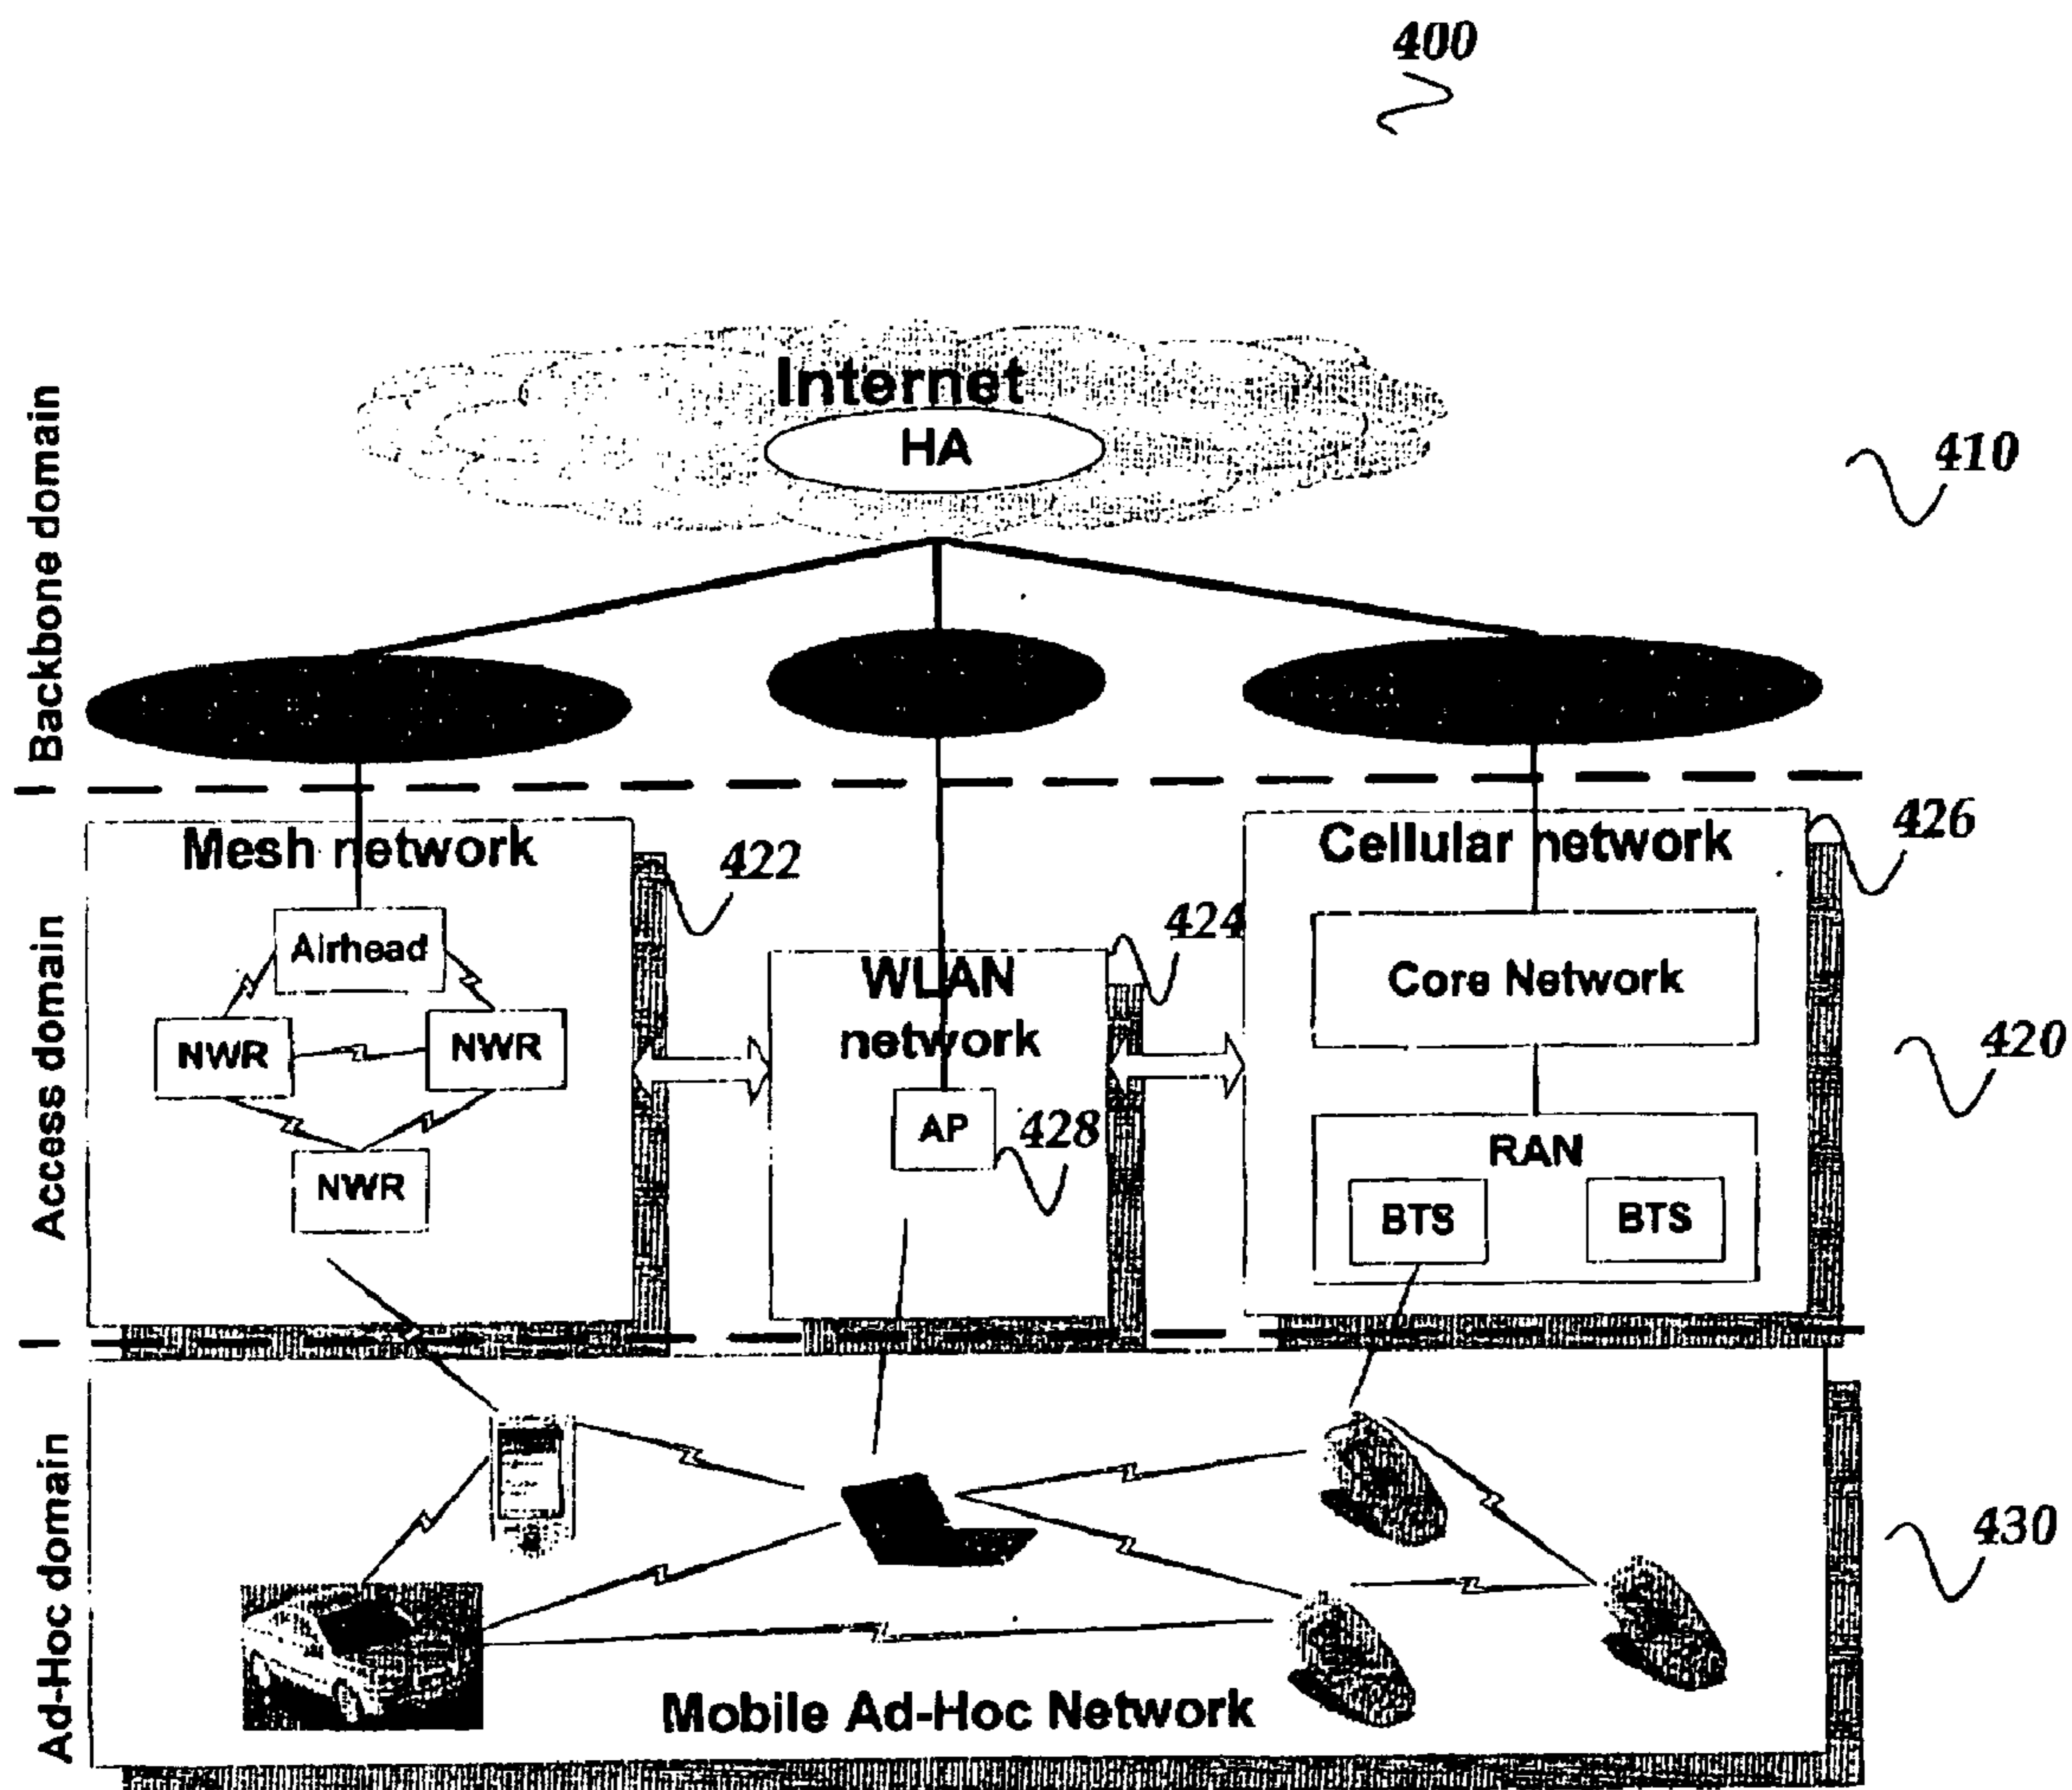 400
Internet
HA
410
Backbone domain
Mesh network
422
Airhead
NWR
NWR
NWR
WLAN
network
424
AP
428
Cellular network
426
Core Network
RAN
BTS
BTS
420
Access domain
Ad-Hoc domain
430
Mobile Ad-Hoc Network